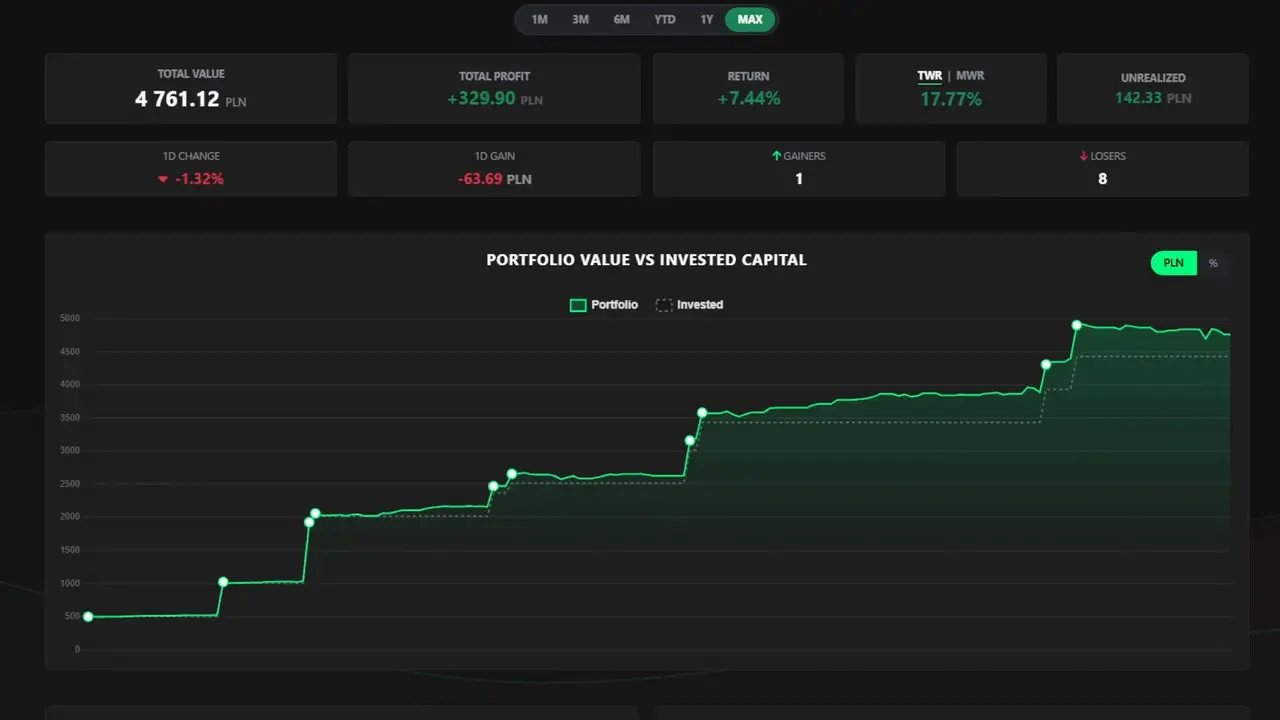 1M 3M 6M YTD 1Y MAX
TOTAL VALUE
4 761.12 PLN
TOTAL PROFIT
+329.90 PLN
RETURN
+7.44%
TWR | MWR
17.77%
UNREALIZED
142.33 PLN
1D CHANGE
-1.32%
1D GAIN
-63.69 PLN
GAINERS
1
LOSERS
8
PORTFOLIO VALUE VS INVESTED CAPITAL
PLN %
Portfolio Invested
5000
4500
4000
3500
3000
2500
2000
1500
1000
500
0